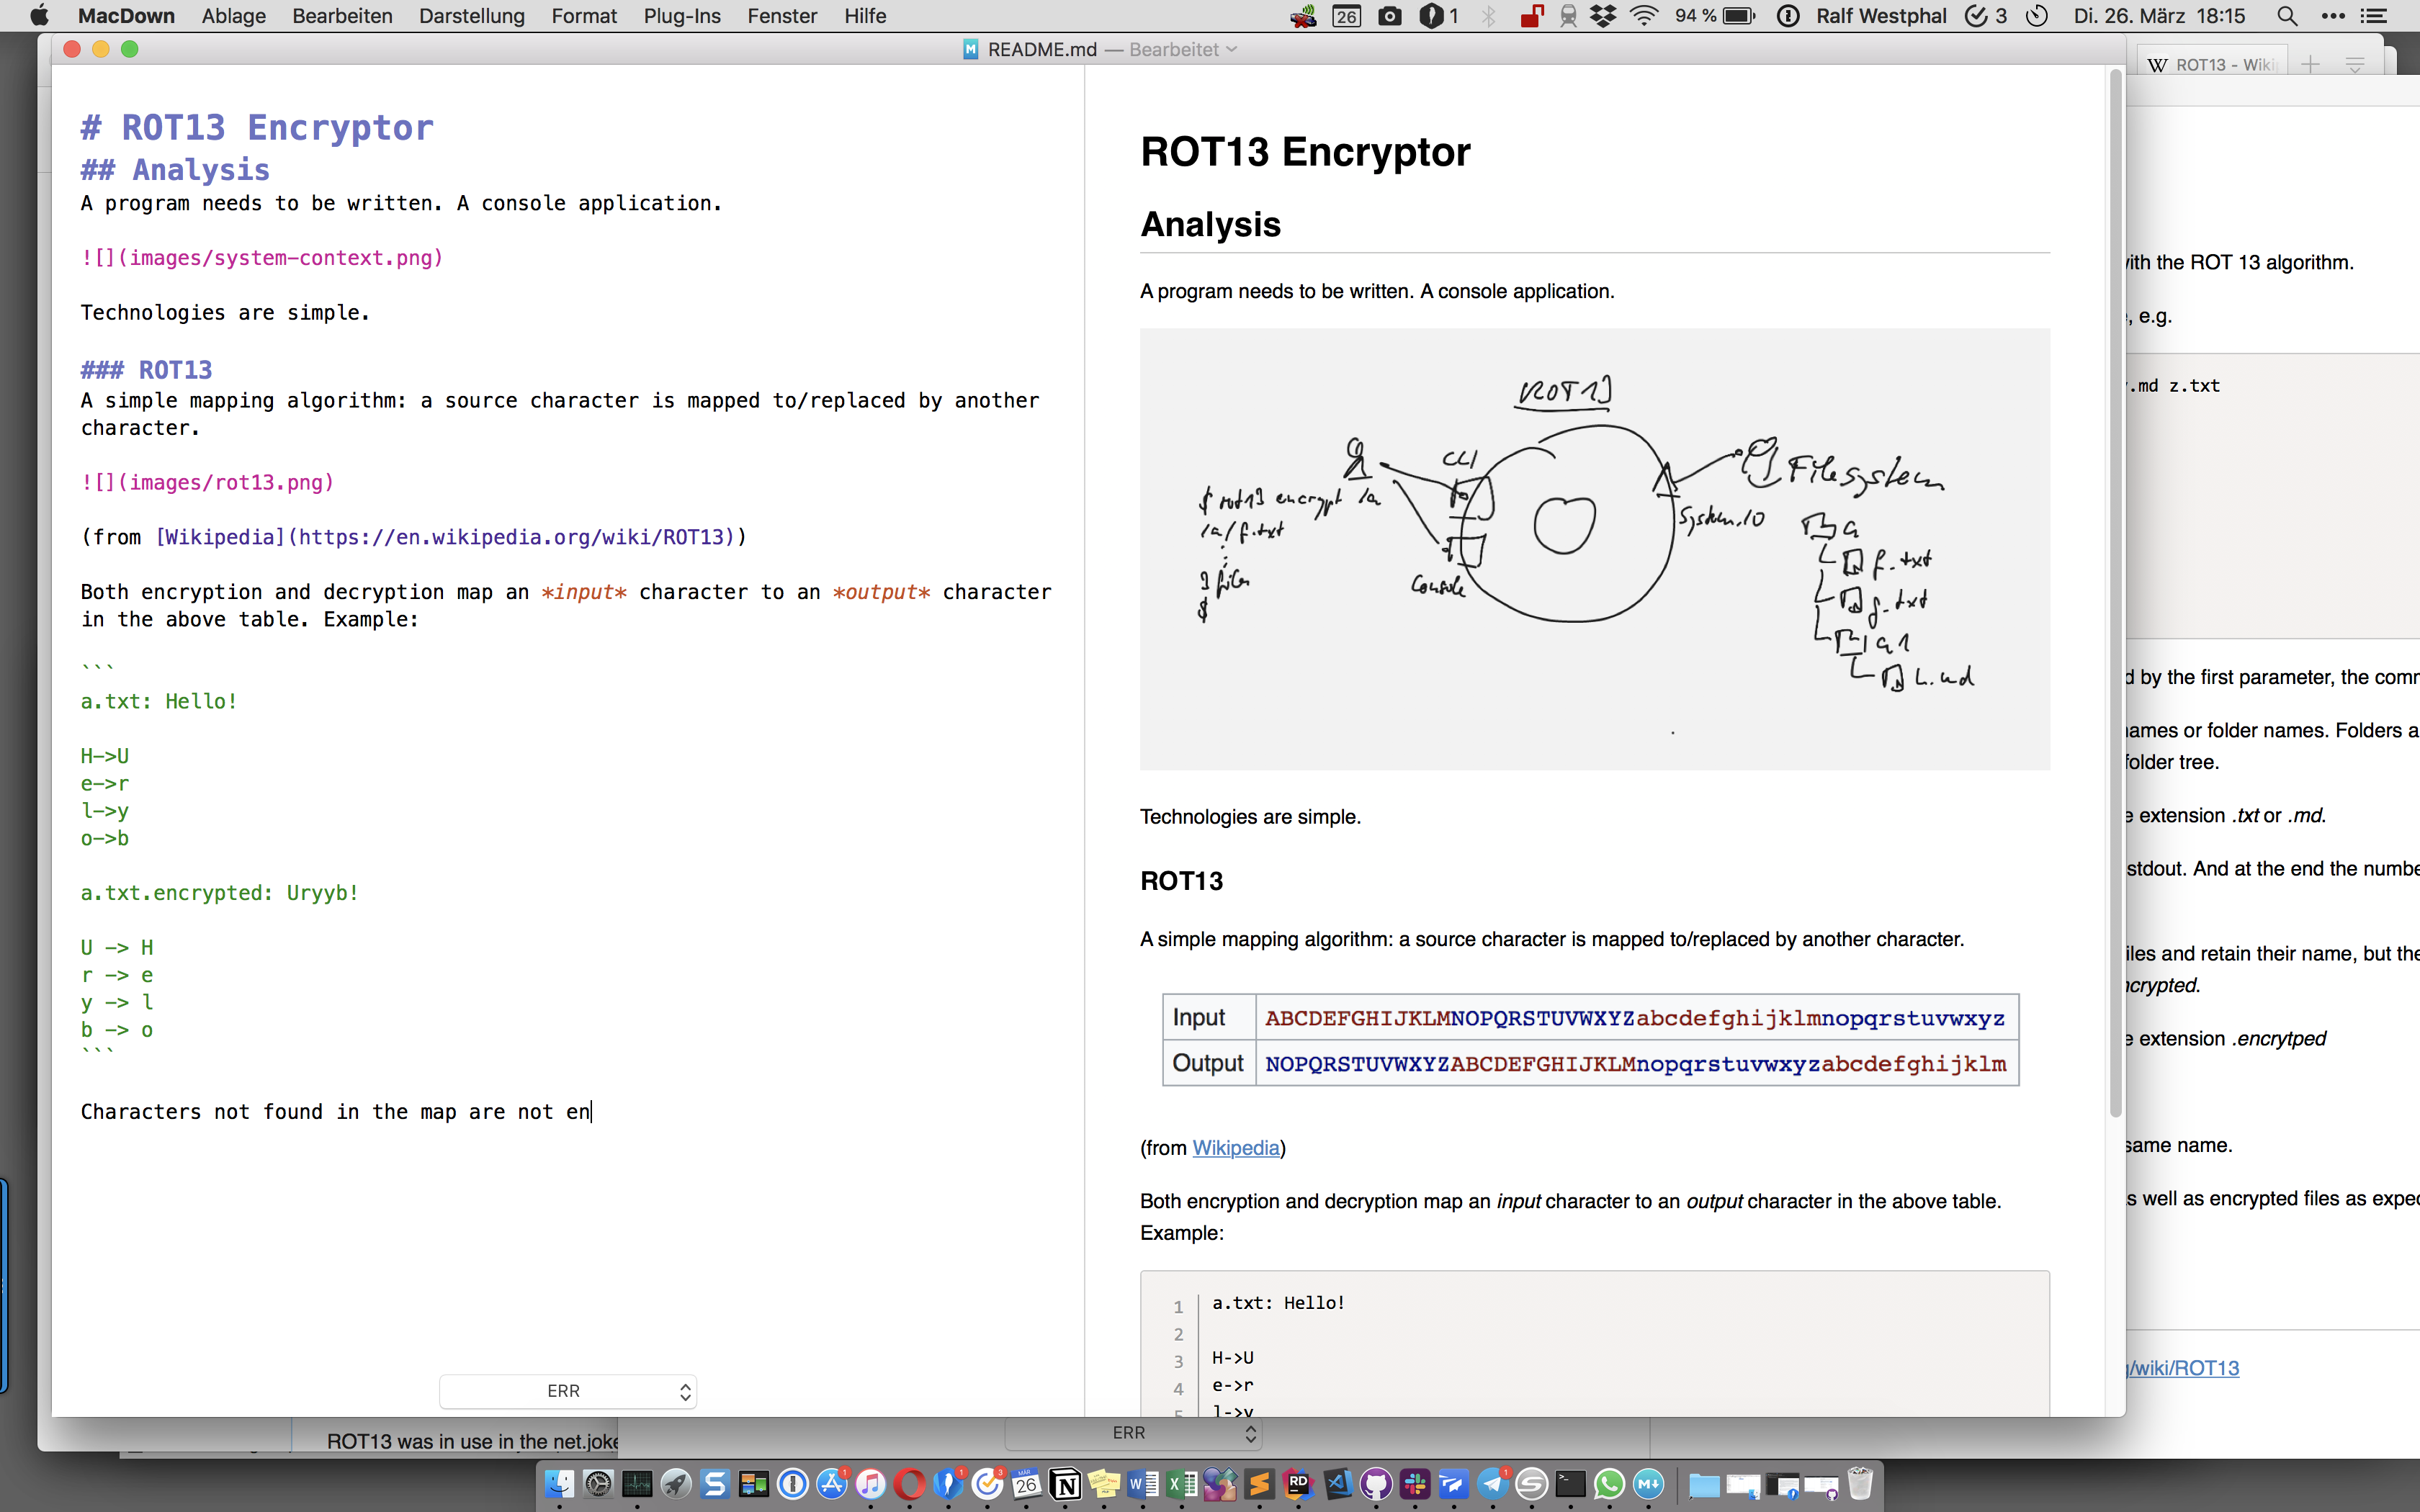 MacDown Ablage Bearbeiten Darstellung Format Plug-Ins Fenster Hilfe 26 1 94 % Ralf Westphal 3 Di. 26. März 18:15
README.md — Bearbeitet
ROT13 - Wiki
# ROT13 Encryptor
## Analysis
A program needs to be written. A console application.
![](images/system-context.png)
Technologies are simple.
### ROT13
A simple mapping algorithm: a source character is mapped to/replaced by another
character.
![](images/rot13.png)
(from [Wikipedia](https://en.wikipedia.org/wiki/ROT13))
Both encryption and decryption map an *input* character to an *output* character
in the above table. Example:
```
a.txt: Hello!
H->U
e->r
l->y
o->b
a.txt.encrypted: Uryyb!
U -> H
r -> e
y -> l
b -> o
```
Characters not found in the map are not en
ERR
ROT13 Encryptor
Analysis
A program needs to be written. A console application.
ROT13
CLI
$ rot13 encrypt /a
/a/f.txt
3 files
$
Console
System.IO
Filesystem
a
f.txt
g.txt
a1
h.md
Technologies are simple.
ROT13
A simple mapping algorithm: a source character is mapped to/replaced by another character.
Input ABCDEFGHIJKLMNOPQRSTUVWXYZabcdefghijklmnopqrstuvwxyz
Output NOPQRSTUVWXYZABCDEFGHIJKLMnopqrstuvwxyzabcdefghijklm
(from Wikipedia)
Both encryption and decryption map an input character to an output character in the above table.
Example:
1 a.txt: Hello!
2
3 H->U
4 e->r
5 l->y
with the ROT 13 algorithm.
, e.g.
.md z.txt
d by the first parameter, the comm
names or folder names. Folders a
folder tree.
e extension .txt or .md.
stdout. And at the end the numbe
iles and retain their name, but the
ncrypted.
e extension .encrytped
same name.
s well as encrypted files as expec
/wiki/ROT13
ROT13 was in use in the net.joke
ERR